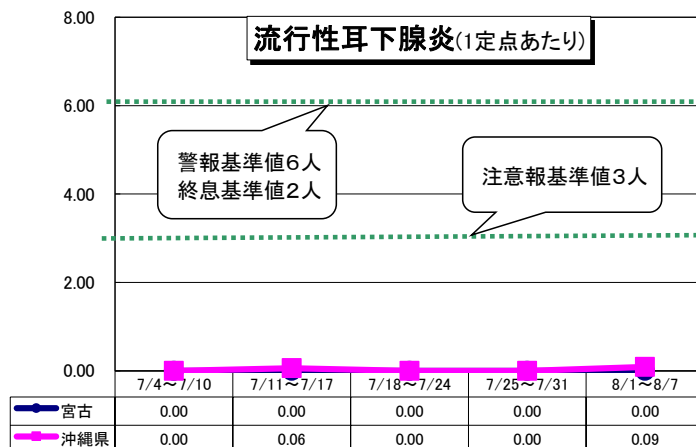 8.00
流行性耳下腺炎(1定点あたり)
6.00
警報基準値6人
終息基準値2人
注意報基準値3人
4.00
2.00
0.00
7/4～7/10 7/11～7/17 7/18～7/24 7/25～7/31 8/1～8/7
宮古 0.00 0.00 0.00 0.00 0.00
沖縄県 0.00 0.06 0.00 0.00 0.09